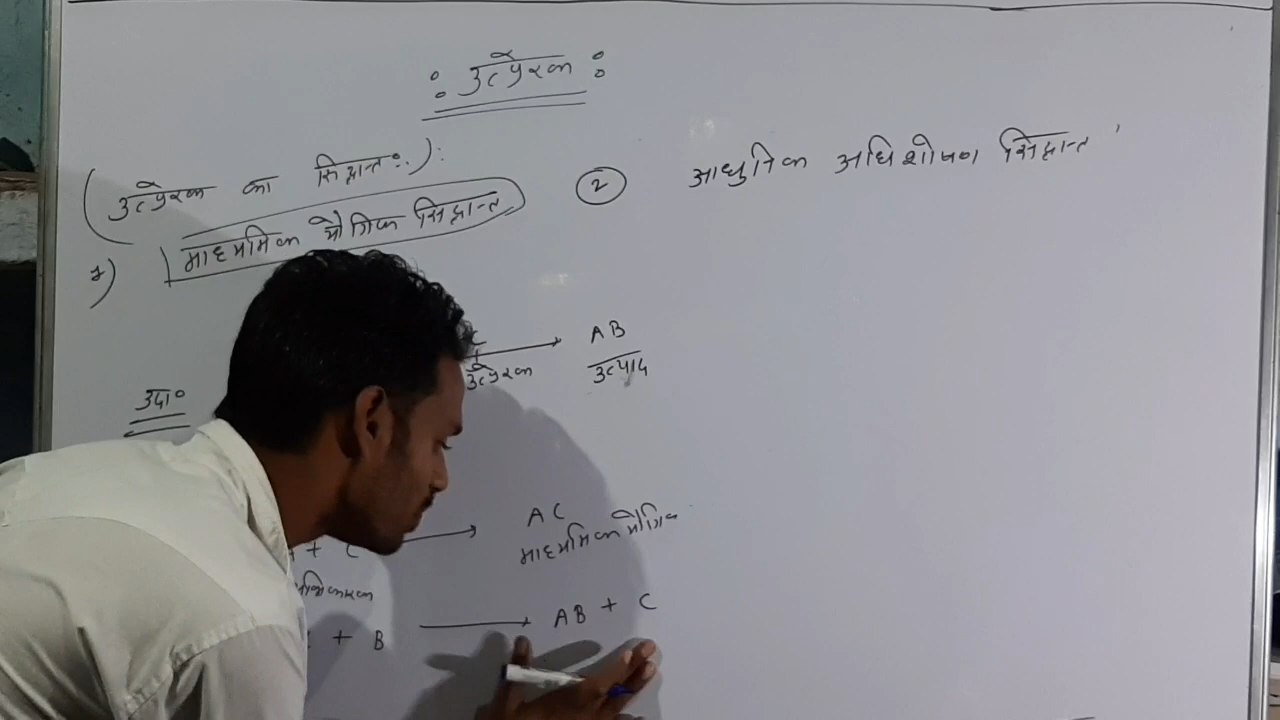 : उत्प्रेरक :
(उत्प्रेरक का सिद्धान्त:.):
1) माध्यमिक यौगिक सिद्धान्त
② आधुनिक अधिशोषण सिद्धान्त
C
→ AB
उत्प्रेरक उत्पाद
उदा०
+ C → AC
माध्यमिक यौगिक
+ B → AB + C